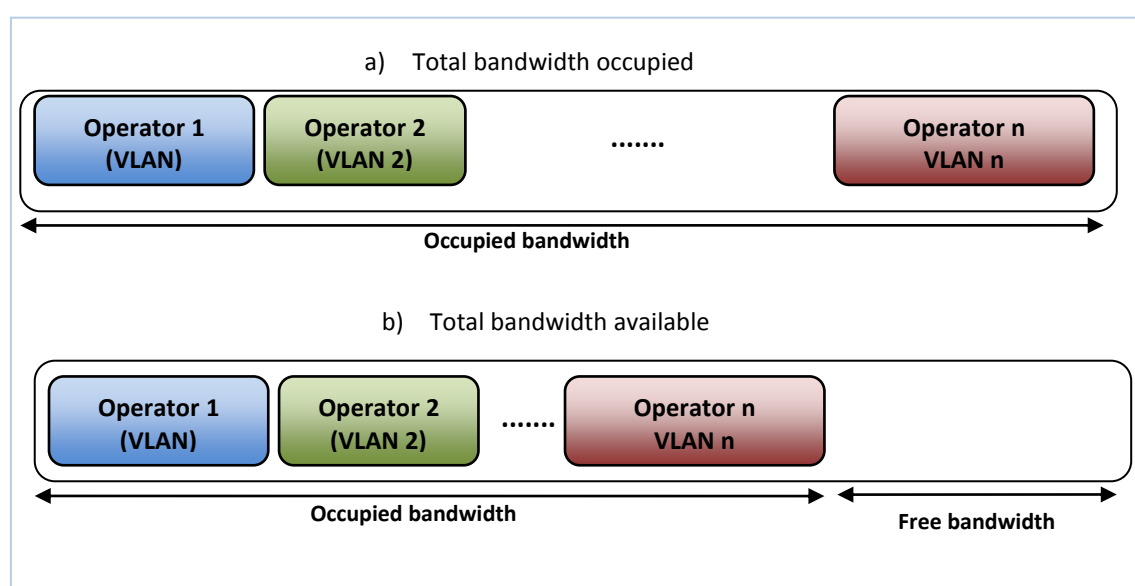 a) Total bandwidth occupied
Operator 1
(VLAN)
Operator 2
(VLAN 2)
.......
Operator n
VLAN n
Occupied bandwidth
b) Total bandwidth available
Operator 1
(VLAN)
Operator 2
(VLAN 2)
.......
Operator n
VLAN n
Occupied bandwidth
Free bandwidth